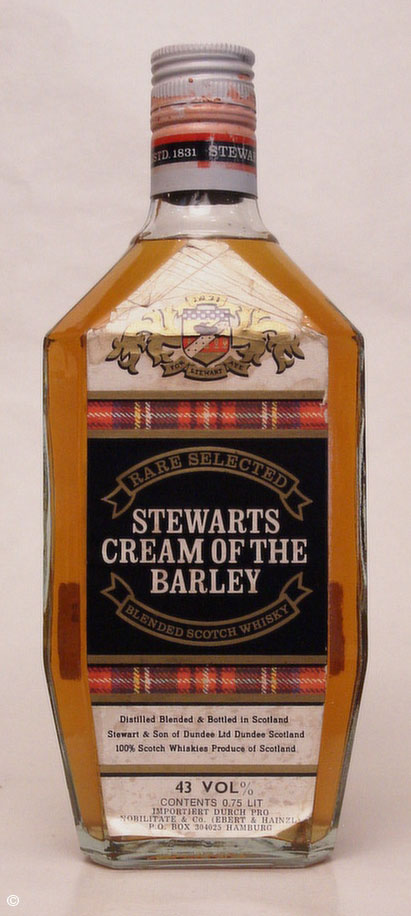 STD. 1831 STEWAR
STEWART
RARE SELECTED
STEWARTS
CREAM OF THE
BARLEY
BLENDED SCOTCH WHISKY
Distilled Blended & Bottled in Scotland
Stewart & Son of Dundee Ltd Dundee Scotland
100% Scotch Whiskies Produce of Scotland
43 VOL%
CONTENTS 0.75 LIT
IMPORTIERT DURCH PRO
NOBILITATE & Co. (EBERT & HAINZL)
P.O. BOX 304025 HAMBURG
©